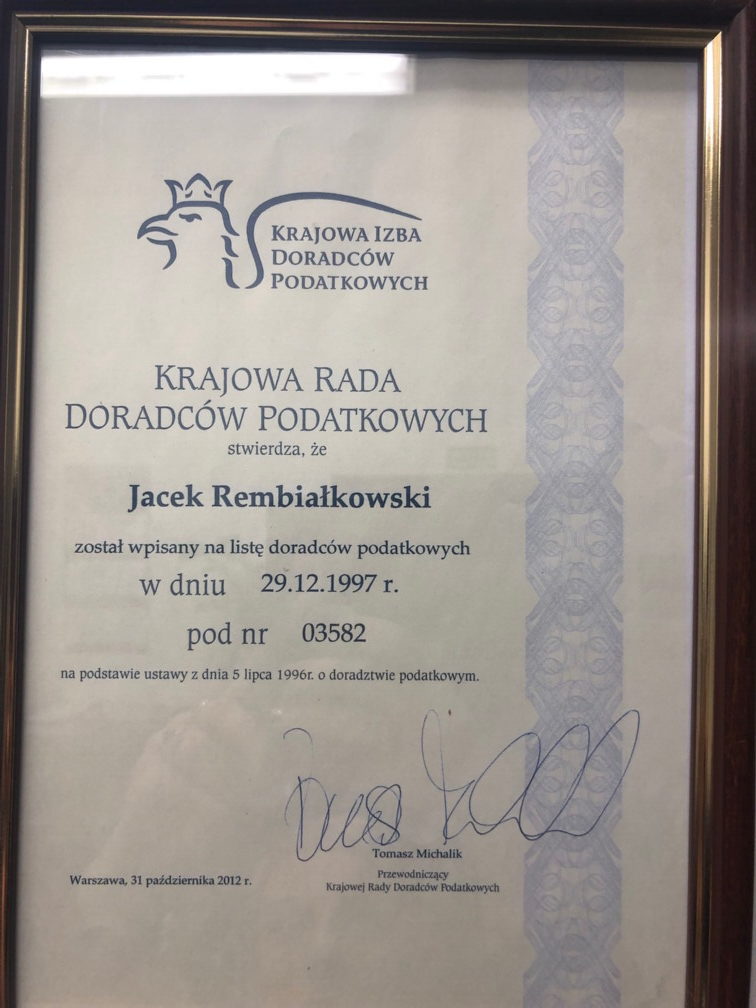 KRAJOWA IZBA
DORADCÓW
PODATKOWYCH
KRAJOWA RADA
DORADCÓW PODATKOWYCH
stwierdza, że
Jacek Rembiałkowski
został wpisany na listę doradców podatkowych
w dniu 29.12.1997 r.
pod nr 03582
na podstawie ustawy z dnia 5 lipca 1996r. o doradztwie podatkowym.
Tomasz Michalik
Warszawa, 31 października 2012 r.
Przewodniczący
Krajowej Rady Doradców Podatkowych